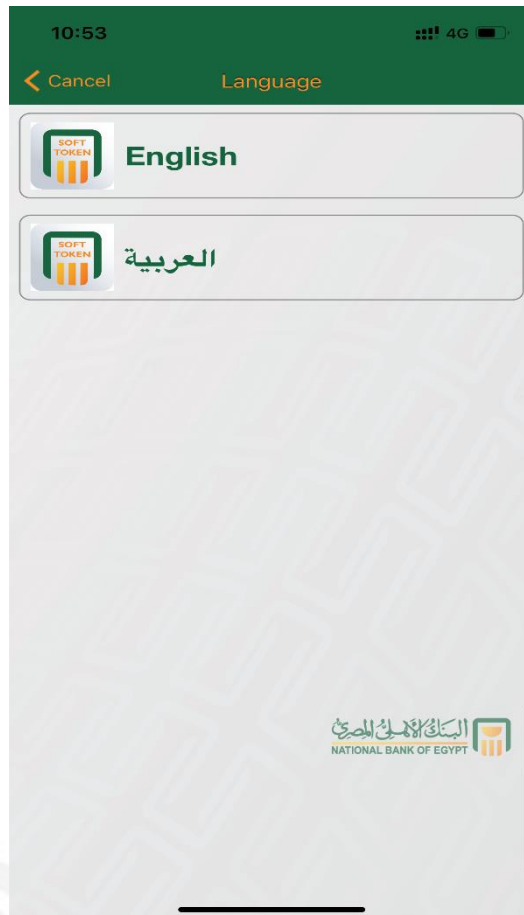 10:53
4G
Cancel
Language
SOFT
TOKEN
English
SOFT
TOKEN
العربية
البنك الأهلي المصري
NATIONAL BANK OF EGYPT